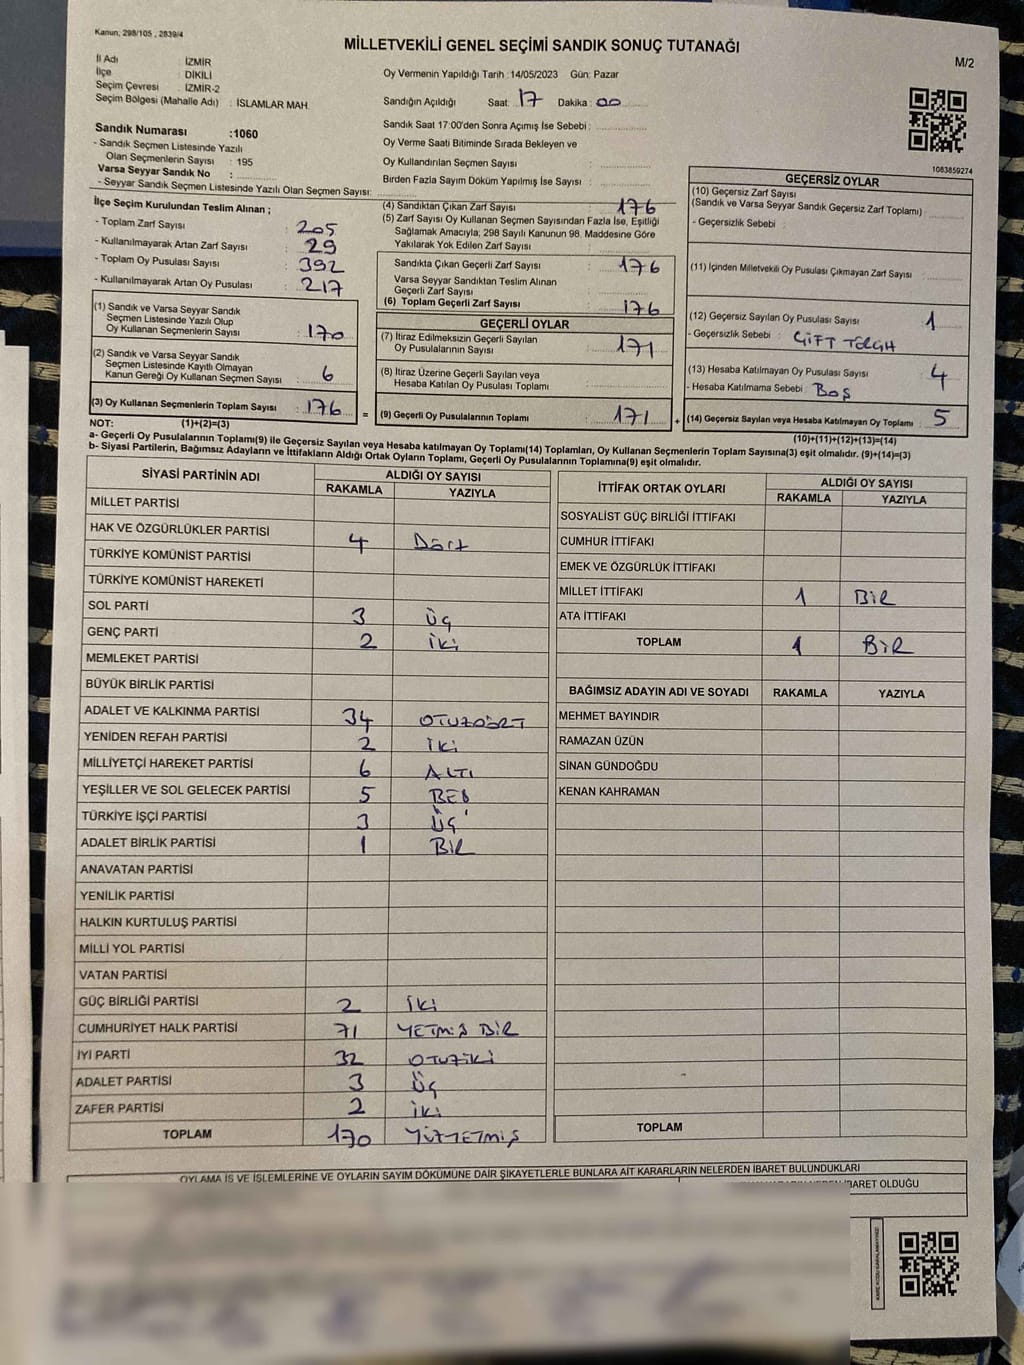 Kanun; 298/105 , 2839/4
MİLLETVEKİLİ GENEL SEÇİMİ SANDIK SONUÇ TUTANAĞI
M/2
İl Adı : İZMİR
İlçe : DİKİLİ
Seçim Çevresi : İZMİR-2
Seçim Bölgesi (Mahalle Adı) : İSLAMLAR MAH.
Sandık Numarası :1060
- Sandık Seçmen Listesinde Yazılı
Olan Seçmenlerin Sayısı : 195
Varsa Seyyar Sandık No :
- Seyyar Sandık Seçmen Listesinde Yazılı Olan Seçmen Sayısı:
Oy Vermenin Yapıldığı Tarih :14/05/2023 Gün: Pazar
Sandığın Açıldığı Saat: 17 Dakika : 00
Sandık Saat 17:00'den Sonra Açımış İse Sebebi :
Oy Verme Saati Bitiminde Sırada Bekleyen ve
Oy Kullandırılan Seçmen Sayısı :
Birden Fazla Sayım Döküm Yapılmış İse Sayısı :
1083859274
İlçe Seçim Kurulundan Teslim Alınan ;
- Toplam Zarf Sayısı : 205
- Kullanılmayarak Artan Zarf Sayısı : 29
- Toplam Oy Pusulası Sayısı : 392
- Kullanılmayarak Artan Oy Pusulası : 217
(1) Sandık ve Varsa Seyyar Sandık
Seçmen Listesinde Yazılı Olup
Oy Kullanan Seçmenlerin Sayısı : 170
(2) Sandık ve Varsa Seyyar Sandık
Seçmen Listesinde Kayıtlı Olmayan
Kanun Gereği Oy Kullanan Seçmen Sayısı : 6
(3) Oy Kullanan Seçmenlerin Toplam Sayısı : 176
(4) Sandıktan Çıkan Zarf Sayısı : 176
(5) Zarf Sayısı Oy Kullanan Seçmen Sayısından Fazla İse, Eşitliği
Sağlamak Amacıyla; 298 Sayılı Kanunun 98. Maddesine Göre
Yakılarak Yok Edilen Zarf Sayısı :
Sandıkta Çıkan Geçerli Zarf Sayısı : 176
Varsa Seyyar Sandıktan Teslim Alınan
Geçerli Zarf Sayısı :
(6) Toplam Geçerli Zarf Sayısı : 176
GEÇERLİ OYLAR
(7) İtiraz Edilmeksizin Geçerli Sayılan
Oy Pusulalarının Sayısı : 171
(8) İtiraz Üzerine Geçerli Sayılan veya
Hesaba Katılan Oy Pusulası Toplamı :
= (9) Geçerli Oy Pusulalarının Toplamı : 171 +
GEÇERSİZ OYLAR
(10) Geçersiz Zarf Sayısı
(Sandık ve Varsa Seyyar Sandık Geçersiz Zarf Toplamı) :
- Geçersizlik Sebebi :
(11) İçinden Milletvekili Oy Pusulası Çıkmayan Zarf Sayısı :
(12) Geçersiz Sayılan Oy Pusulası Sayısı : 1
- Geçersizlik Sebebi : ÇİFT TERCH
(13) Hesaba Katılmayan Oy Pusulası Sayısı : 4
- Hesaba Katılmama Sebebi : Boş
(14) Geçersiz Sayılan veya Hesaba Katılmayan Oy Toplamı : 5
NOT: (1)+(2)=(3)
(10)+(11)+(12)+(13)=(14)
a- Geçerli Oy Pusulalarının Toplamı(9) ile Geçersiz Sayılan veya Hesaba katılmayan Oy Toplamı(14) Toplamları, Oy Kullanan Seçmenlerin Toplam Sayısına(3) eşit olmalıdır. (9)+(14)=(3)
b- Siyasi Partilerin, Bağımsız Adayların ve İttifakların Aldığı Ortak Oyların Toplamı, Geçerli Oy Pusulalarının Toplamına(9) eşit olmalıdır.
SİYASİ PARTİNİN ADI ALDIĞI OY SAYISI
RAKAMLA YAZIYLA
MİLLET PARTİSİ
HAK VE ÖZGÜRLÜKLER PARTİSİ 4 Dört
TÜRKİYE KOMÜNİST PARTİSİ
TÜRKİYE KOMÜNİST HAREKETİ
SOL PARTİ 3 Üç
GENÇ PARTİ 2 İki
MEMLEKET PARTİSİ
BÜYÜK BİRLİK PARTİSİ
ADALET VE KALKINMA PARTİSİ 34 OTUZDÖRT
YENİDEN REFAH PARTİSİ 2 İki
MİLLİYETÇİ HAREKET PARTİSİ 6 ALTI
YEŞİLLER VE SOL GELECEK PARTİSİ 5 BEŞ
TÜRKİYE İŞÇİ PARTİSİ 3 ÜÇ
ADALET BİRLİK PARTİSİ 1 BİR
ANAVATAN PARTİSİ
YENİLİK PARTİSİ
HALKIN KURTULUŞ PARTİSİ
MİLLİ YOL PARTİSİ
VATAN PARTİSİ
GÜÇ BİRLİĞİ PARTİSİ 2 İki
CUMHURİYET HALK PARTİSİ 71 YETMİŞ BİR
İYİ PARTİ 32 OTUZİKİ
ADALET PARTİSİ 3 Üç
ZAFER PARTİSİ 2 iki
TOPLAM 170 YÜZYETMİŞ
İTTİFAK ORTAK OYLARI ALDIĞI OY SAYISI
RAKAMLA YAZIYLA
SOSYALİST GÜÇ BİRLİĞİ İTTİFAKI
CUMHUR İTTİFAKI
EMEK VE ÖZGÜRLÜK İTTİFAKI
MİLLET İTTİFAKI 1 BİR
ATA İTTİFAKI
TOPLAM 1 BİR
BAĞIMSIZ ADAYIN ADI VE SOYADI RAKAMLA YAZIYLA
MEHMET BAYINDIR
RAMAZAN ÜZÜN
SİNAN GÜNDOĞDU
KENAN KAHRAMAN
TOPLAM
OYLAMA İŞ VE İŞLEMLERİNE VE OYLARIN SAYIM DÖKÜMÜNE DAİR ŞİKAYETLERLE BUNLARA AİT KARARLARIN NELERDEN İBARET BULUNDUKLARI
İBARET OLDUĞU